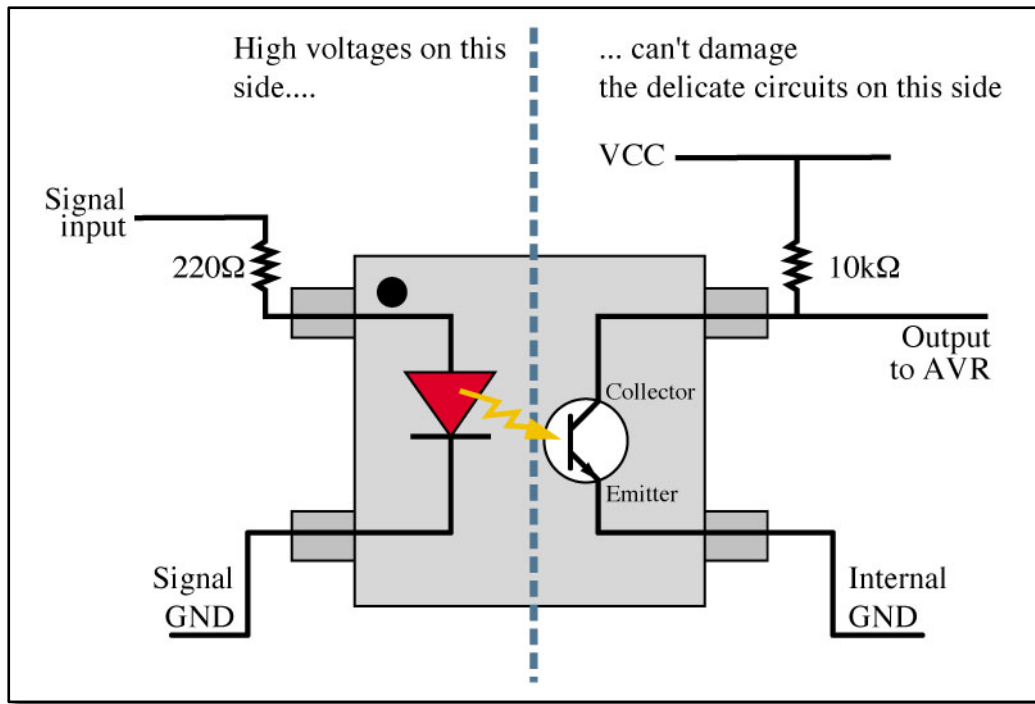 High voltages on this
side....
... can't damage
the delicate circuits on this side
VCC
Signal
input
220Ω
10kΩ
Output
to AVR
Collector
Emitter
Signal
GND
Internal
GND